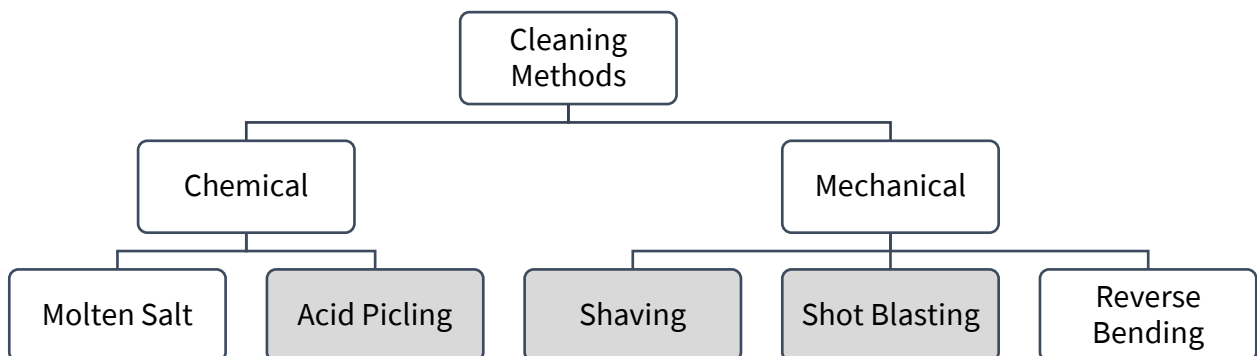 Cleaning
Methods
Chemical
Mechanical
Molten Salt
Acid Picling
Shaving
Shot Blasting
Reverse
Bending